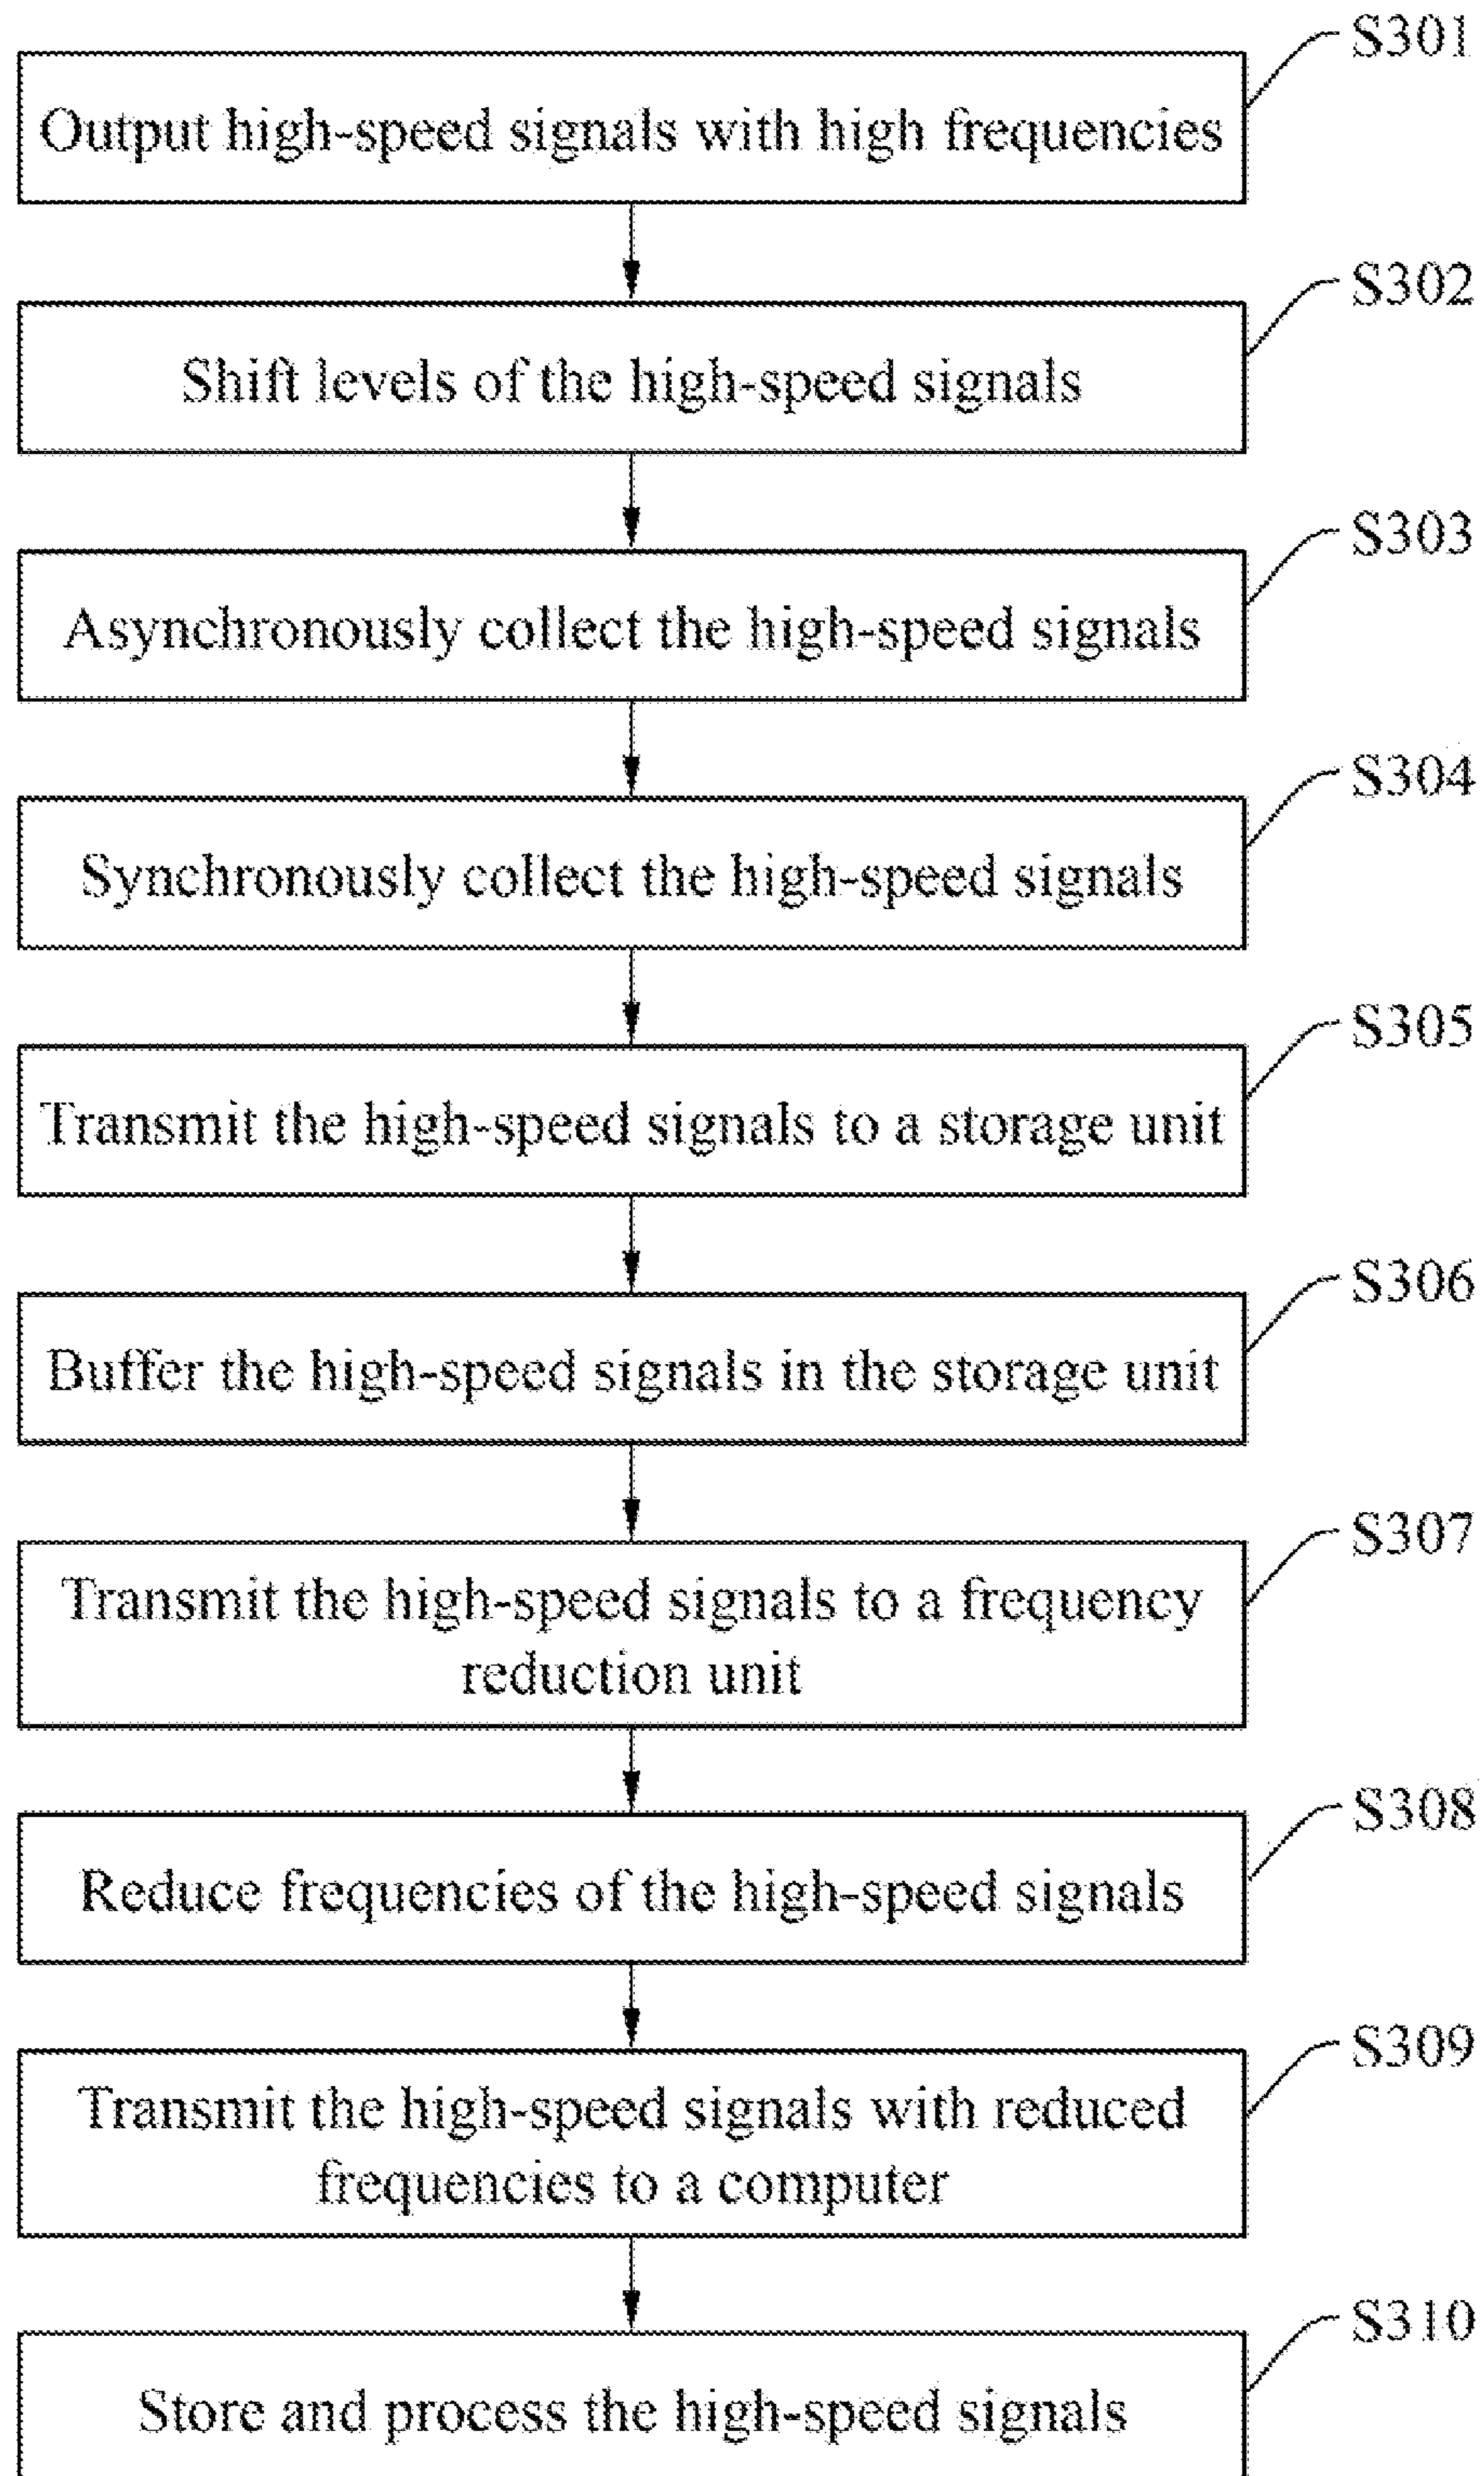 S301
Output high-speed signals with high frequencies
S302
Shift levels of the high-speed signals
S303
Asynchronously collect the high-speed signals
S304
Synchronously collect the high-speed signals
S305
Transmit the high-speed signals to a storage unit
S306
Buffer the high-speed signals in the storage unit
S307
Transmit the high-speed signals to a frequency
reduction unit
S308
Reduce frequencies of the high-speed signals
S309
Transmit the high-speed signals with reduced
frequencies to a computer
S310
Store and process the high-speed signals